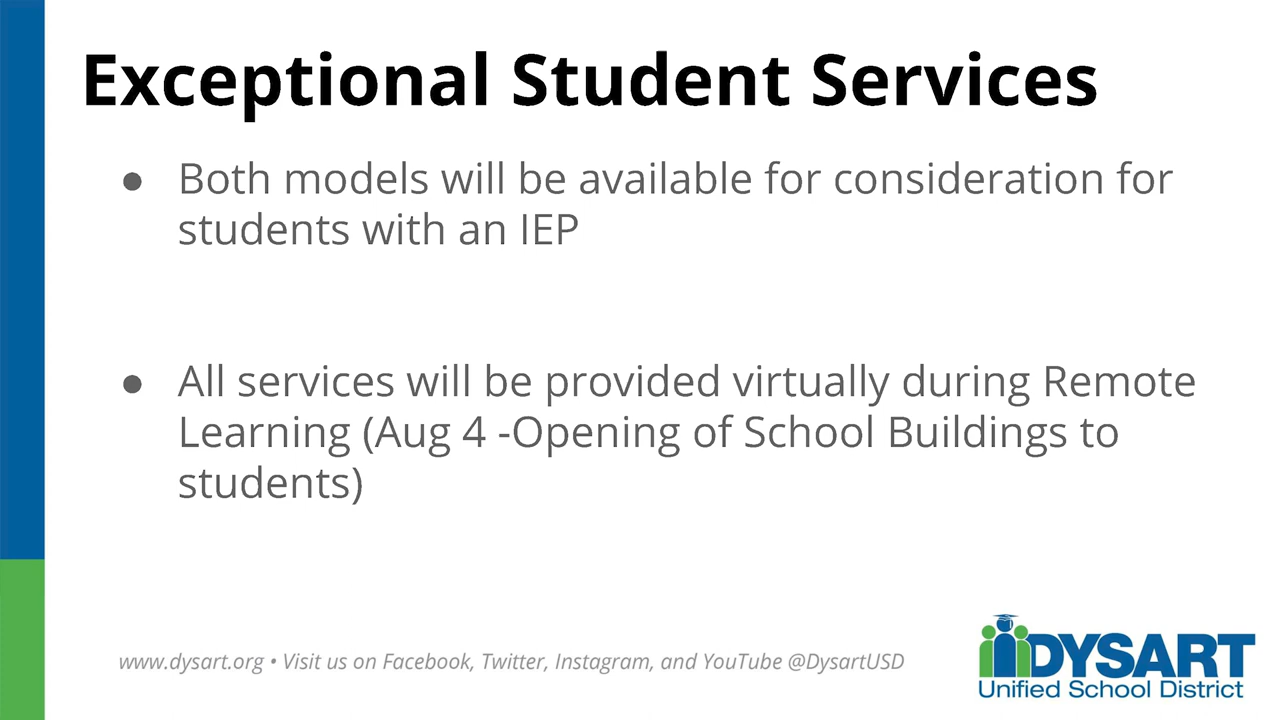 Exceptional Student Services
● Both models will be available for consideration for
students with an IEP
● All services will be provided virtually during Remote
Learning (Aug 4 -Opening of School Buildings to
students)
www.dysart.org • Visit us on Facebook, Twitter, Instagram, and YouTube @DysartUSD
DYSART
Unified School District